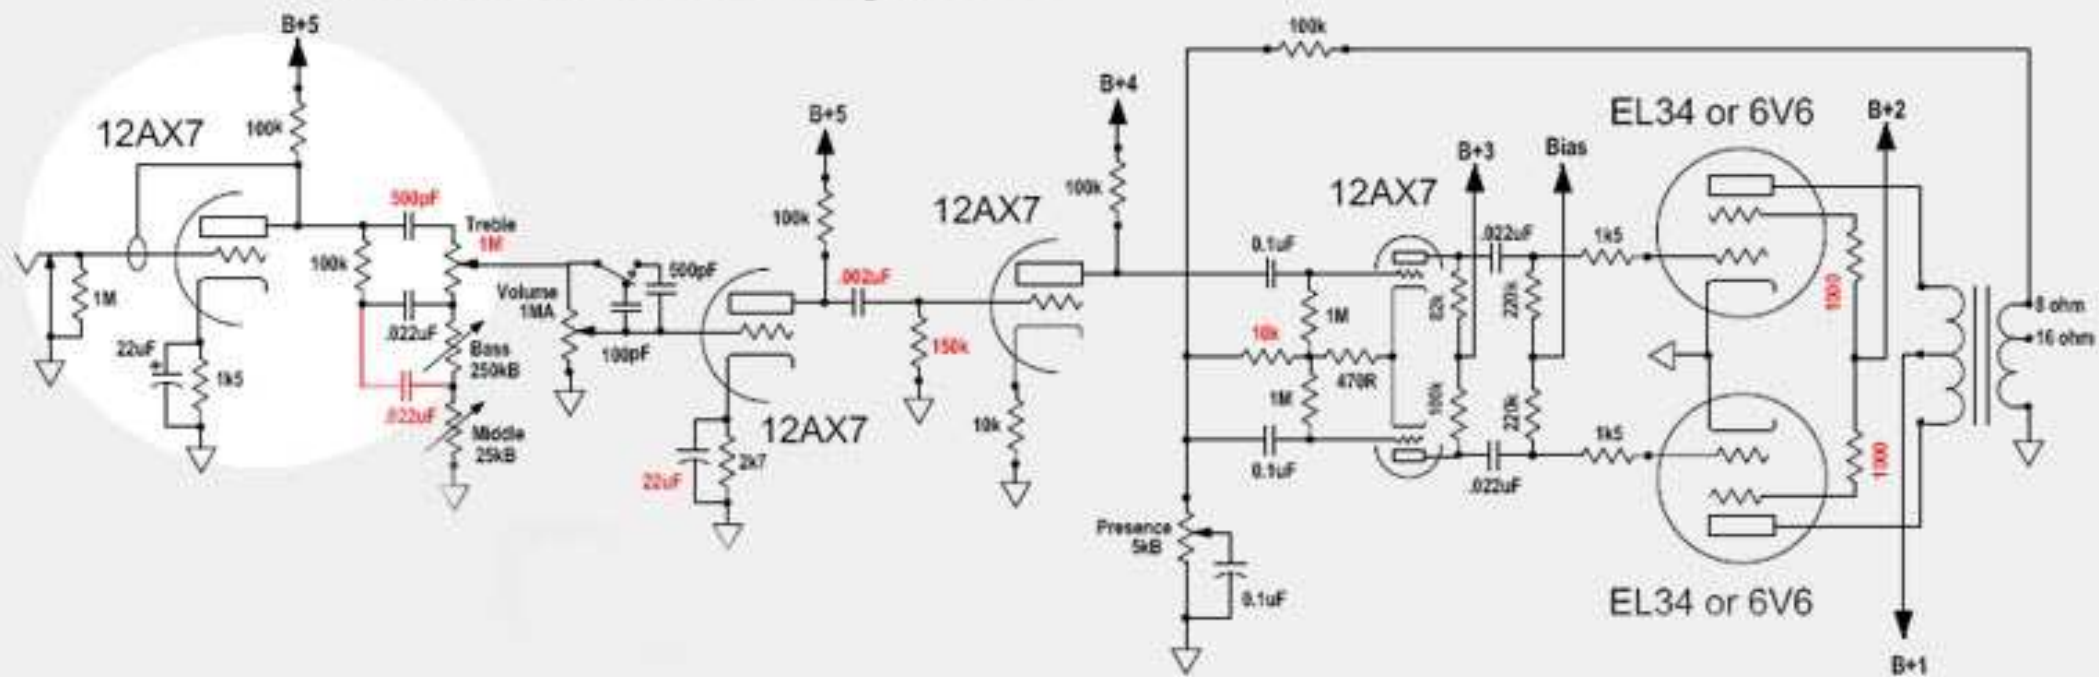 B+5
12AX7
100k
500pF
Treble
1M
100k
1M
.022uF
Bass
250kB
22uF
1k5
.022uF
Middle
25kB
Volume
1MA
500pF
100pF
B+5
100k
.002uF
150k
12AX7
22uF
2k7
B+4
100k
12AX7
10k
100k
0.1uF
1M
10k
470R
1M
0.1uF
Presence
5kB
0.1uF
12AX7
B+3
Bias
.022uF
82k
220k
1k5
100k
220k
1k5
.022uF
EL34 or 6V6
B+2
1000
1000
8 ohm
16 ohm
EL34 or 6V6
B+1